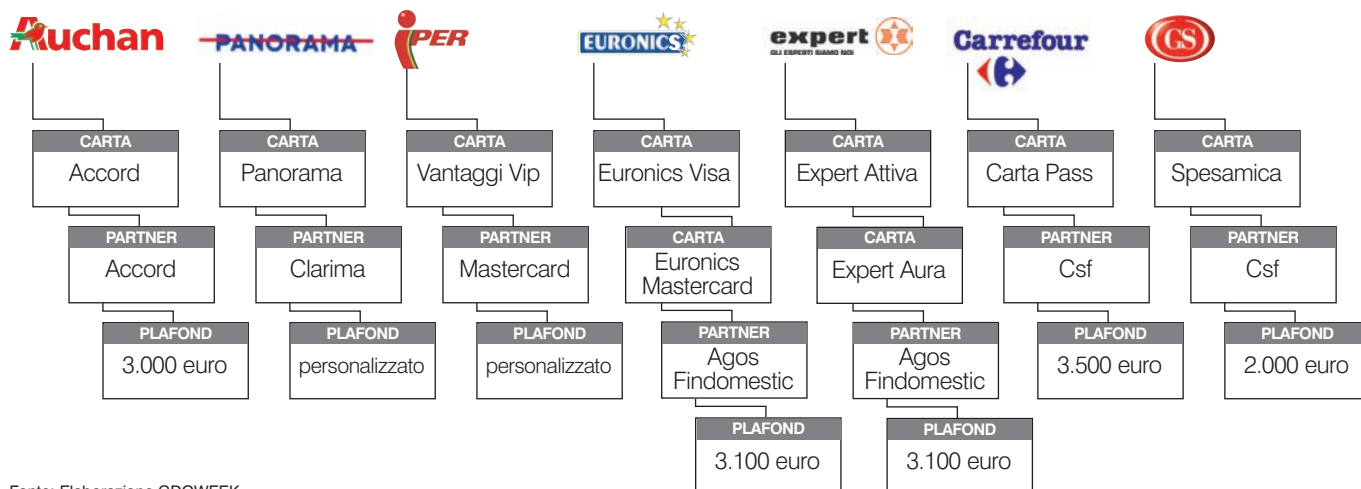 Auchan
PANORAMA
iPER
EURONICS
expert
GLI ESPERTI SIAMO NOI
Carrefour
GS
CARTA
Accord
PARTNER
Accord
PLAFOND
3.000 euro
CARTA
Panorama
PARTNER
Clarima
PLAFOND
personalizzato
CARTA
Vantaggi Vip
PARTNER
Mastercard
PLAFOND
personalizzato
CARTA
Euronics Visa
CARTA
Euronics
Mastercard
PARTNER
Agos
Findomestic
PLAFOND
3.100 euro
CARTA
Expert Attiva
CARTA
Expert Aura
PARTNER
Agos
Findomestic
PLAFOND
3.100 euro
CARTA
Carta Pass
PARTNER
Csf
PLAFOND
3.500 euro
CARTA
Spesamica
PARTNER
Csf
PLAFOND
2.000 euro
Fonte: Elaborazione GDOWEEK